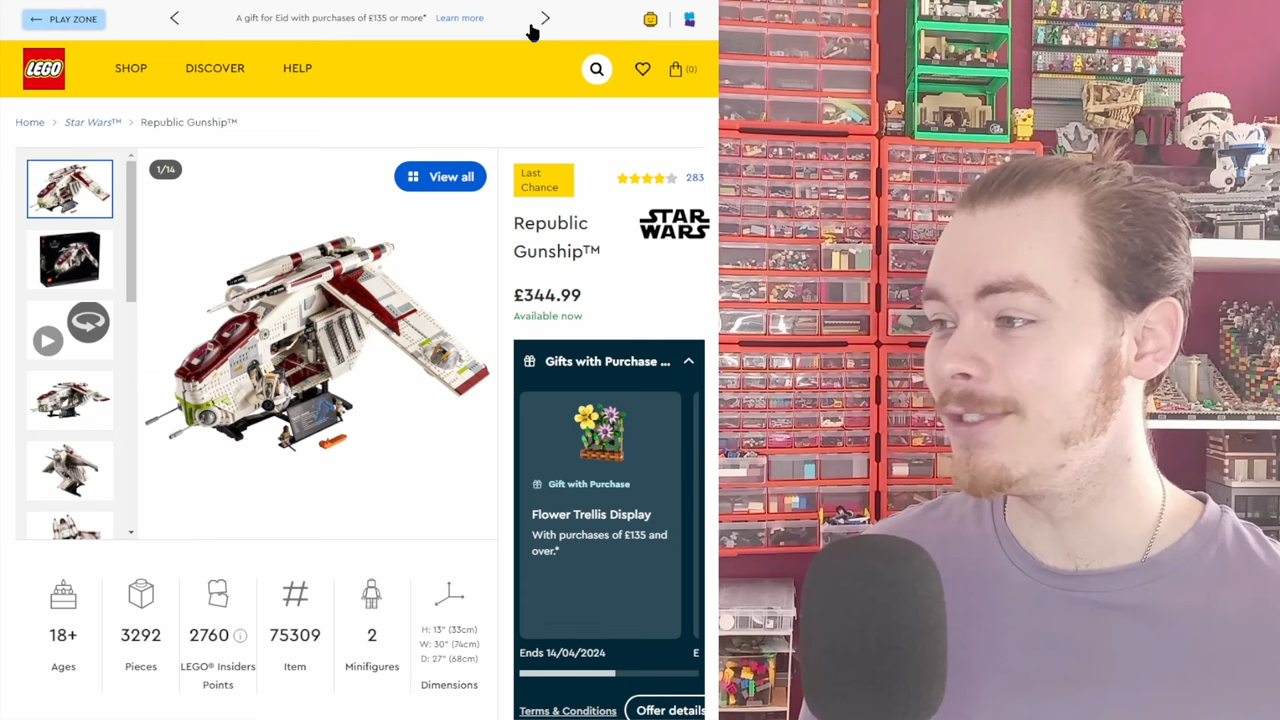 ← PLAY ZONE
A gift for Eid with purchases of £135 or more* Learn more
LEGO
SHOP
DISCOVER
HELP
(0)
Home > Star Wars™ > Republic Gunship™
1/14
View all
Last
Chance
283
Republic
Gunship™
STAR
WARS
£344.99
Available now
Gifts with Purchase ...
Gift with Purchase
Flower Trellis Display
With purchases of £135 and
over.*
Ends 14/04/2024
E
Terms & Conditions
Offer details
18+
Ages
3292
Pieces
2760
LEGO® Insiders
Points
75309
Item
2
Minifigures
H: 13" (33cm)
W: 30" (74cm)
D: 27" (68cm)
Dimensions